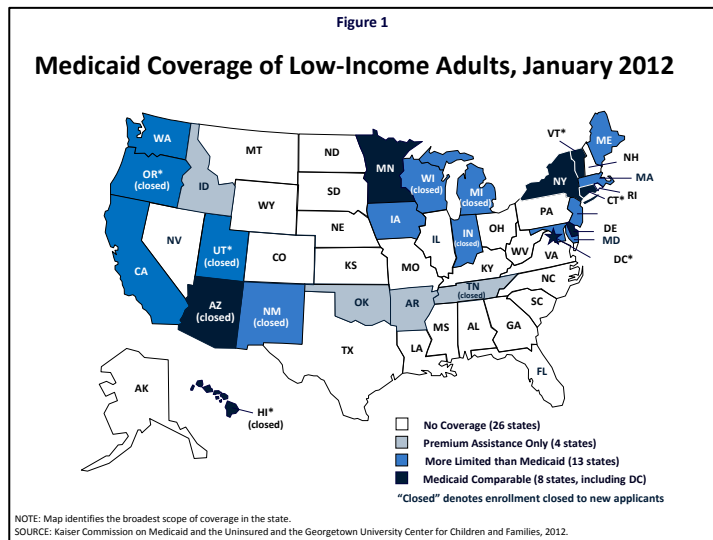 Figure 1
Medicaid Coverage of Low-Income Adults, January 2012
WA
OR*
(closed)
CA
ID
NV
UT*
(closed)
AZ
(closed)
MT
WY
CO
NM
(closed)
ND
SD
NE
KS
OK
TX
MN
IA
MO
AR
LA
WI
(closed)
IL
MI
(closed)
IN
(closed)
OH
KY
TN
(closed)
MS
AL
GA
FL
SC
NC
VA
WV
PA
NY
VT*
ME
NH
MA
RI
CT*
DE
MD
DC*
AK
HI*
(closed)
No Coverage (26 states)
Premium Assistance Only (4 states)
More Limited than Medicaid (13 states)
Medicaid Comparable (8 states, including DC)
“Closed” denotes enrollment closed to new applicants
NOTE: Map identifies the broadest scope of coverage in the state.
SOURCE: Kaiser Commission on Medicaid and the Uninsured and the Georgetown University Center for Children and Families, 2012.